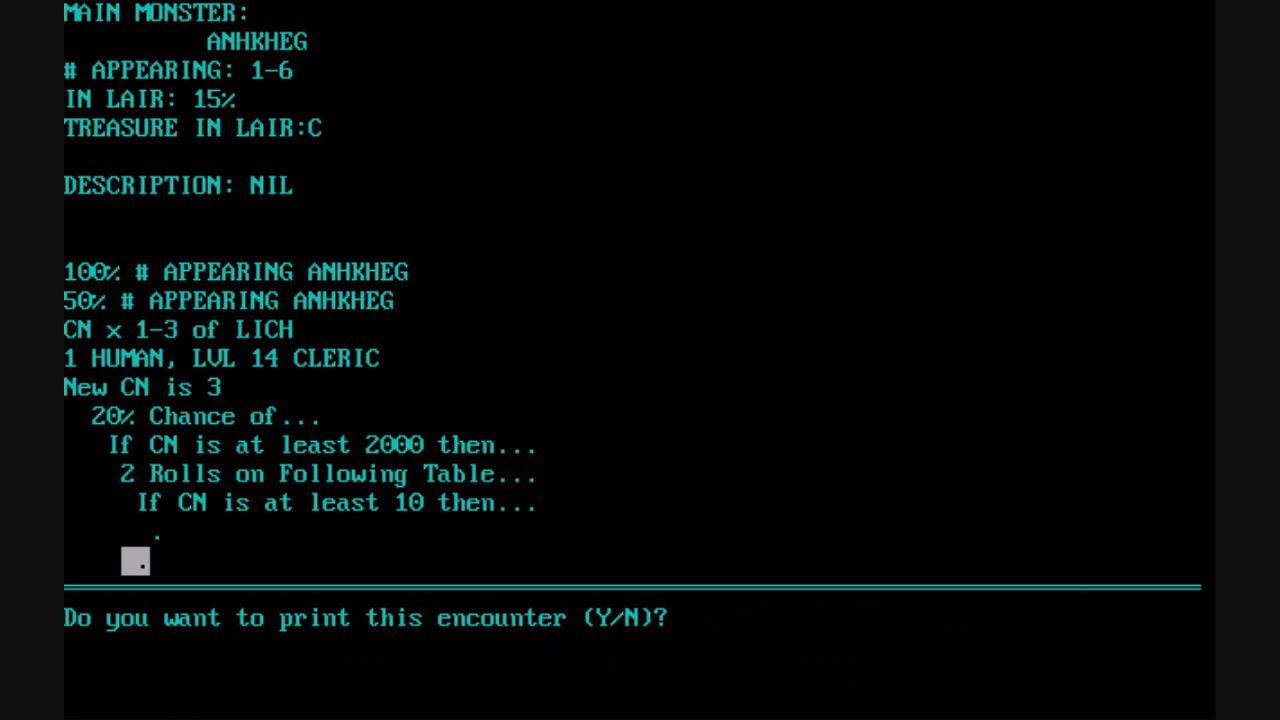 MAIN MONSTER:
ANHKHEG
# APPEARING: 1-6
IN LAIR: 15%
TREASURE IN LAIR:C
DESCRIPTION: NIL
100% # APPEARING ANHKHEG
50% # APPEARING ANHKHEG
CN x 1-3 of LICH
1 HUMAN, LVL 14 CLERIC
New CN is 3
20% Chance of...
If CN is at least 2000 then...
2 Rolls on Following Table...
If CN is at least 10 then...
.
.
Do you want to print this encounter (Y/N)?